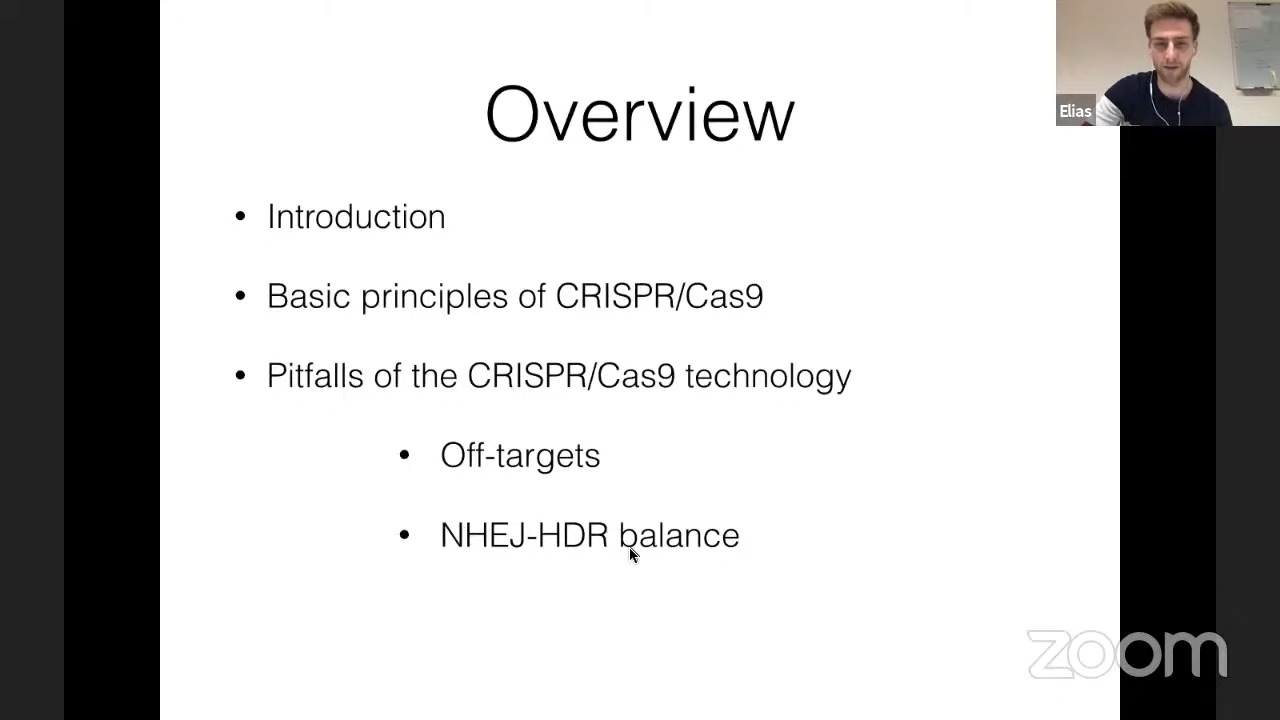 Overview
Elias
• Introduction
• Basic principles of CRISPR/Cas9
• Pitfalls of the CRISPR/Cas9 technology
• Off-targets
• NHEJ-HDR balance
zoom